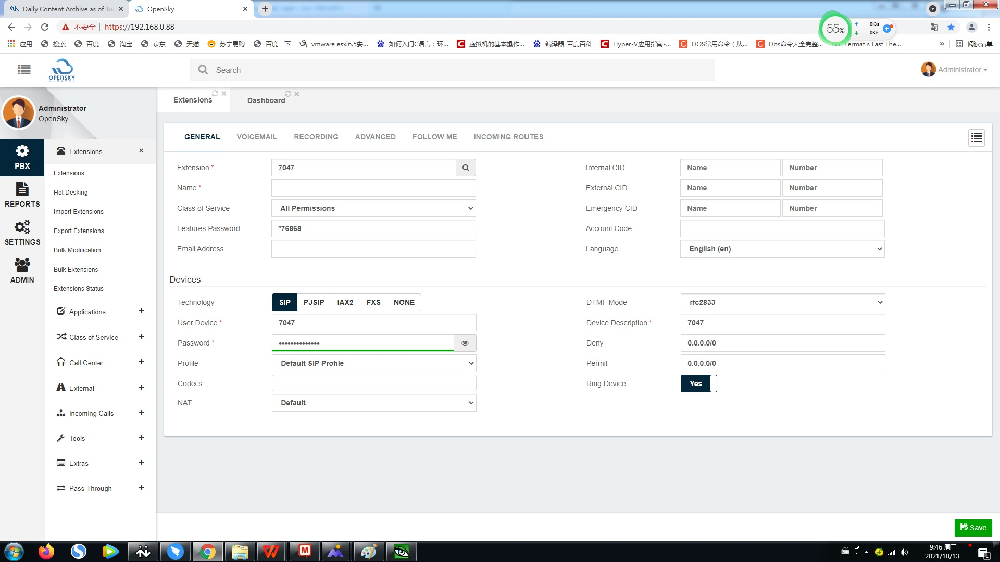 Daily Content Archive as of Tu
OpenSky
不安全
https://192.168.0.88
55%
0K/s
0K/s
应用
搜索
百度
淘宝
京东
天猫
苏宁易购
百度一下
vmware esxi6.5安...
如何入门C语言：环...
虚拟机的基本操作...
编译器_百度百科
Hyper-V应用指南-...
DOS常用命令（从...
Dos命令大全完整...
Fermat's Last The...
»
阅读清单
OPENSKY
Search
Administrator
Administrator
OpenSky
Extensions
Dashboard
PBX
REPORTS
SETTINGS
ADMIN
Extensions
Extensions
Hot Desking
Import Extensions
Export Extensions
Bulk Modification
Bulk Extensions
Extensions Status
Applications +
Class of Service +
Call Center +
External +
Incoming Calls +
Tools +
Extras +
Pass-Through +
GENERAL VOICEMAIL RECORDING ADVANCED FOLLOW ME INCOMING ROUTES
Extension * 7047
Internal CID Name Number
Name *
External CID Name Number
Class of Service All Permissions
Emergency CID Name Number
Features Password *76868
Account Code
Email Address
Language English (en)
Devices
Technology SIP PJSIP IAX2 FXS NONE
DTMF Mode rfc2833
User Device * 7047
Device Description * 7047
Password * ••••••••••••••
Deny 0.0.0.0/0
Profile Default SIP Profile
Permit 0.0.0.0/0
Codecs
Ring Device Yes
NAT Default
Save
9:46 周三
2021/10/13
1